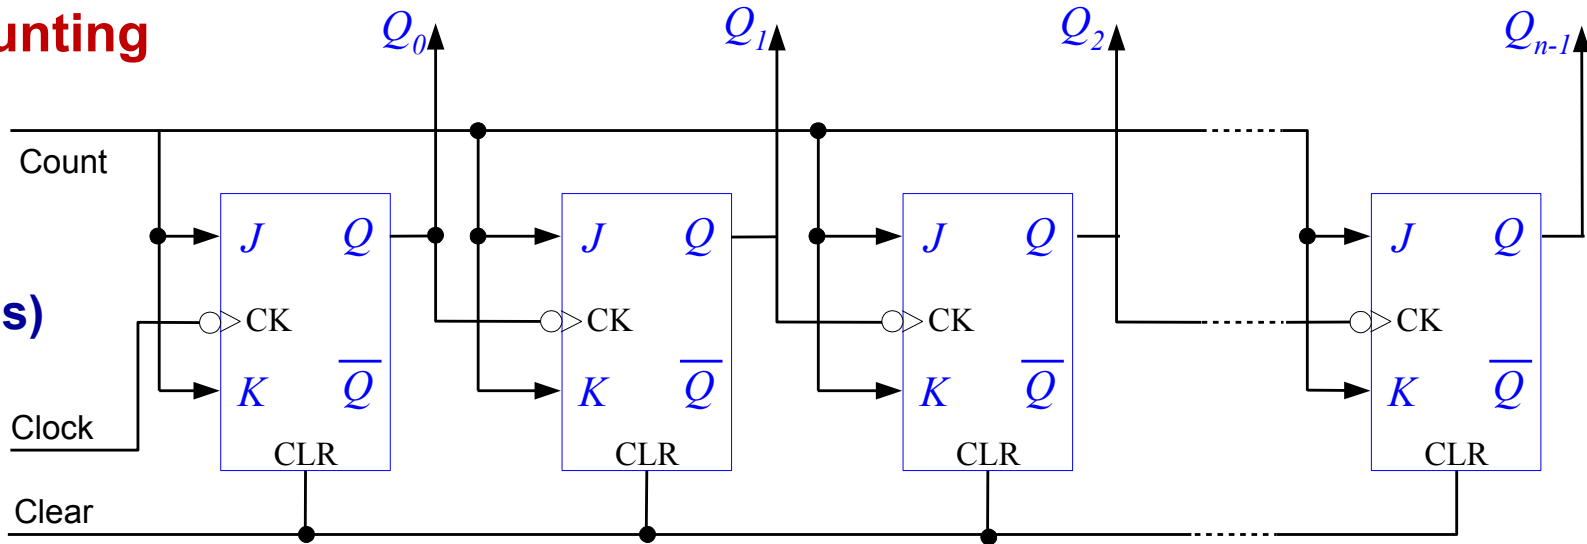 unting
Q0 Q1 Q2 Qn-1
Count
J Q J Q J Q J Q
s)
CK CK CK CK
K Q̅ K Q̅ K Q̅ K Q̅
Clock
CLR CLR CLR CLR
Clear